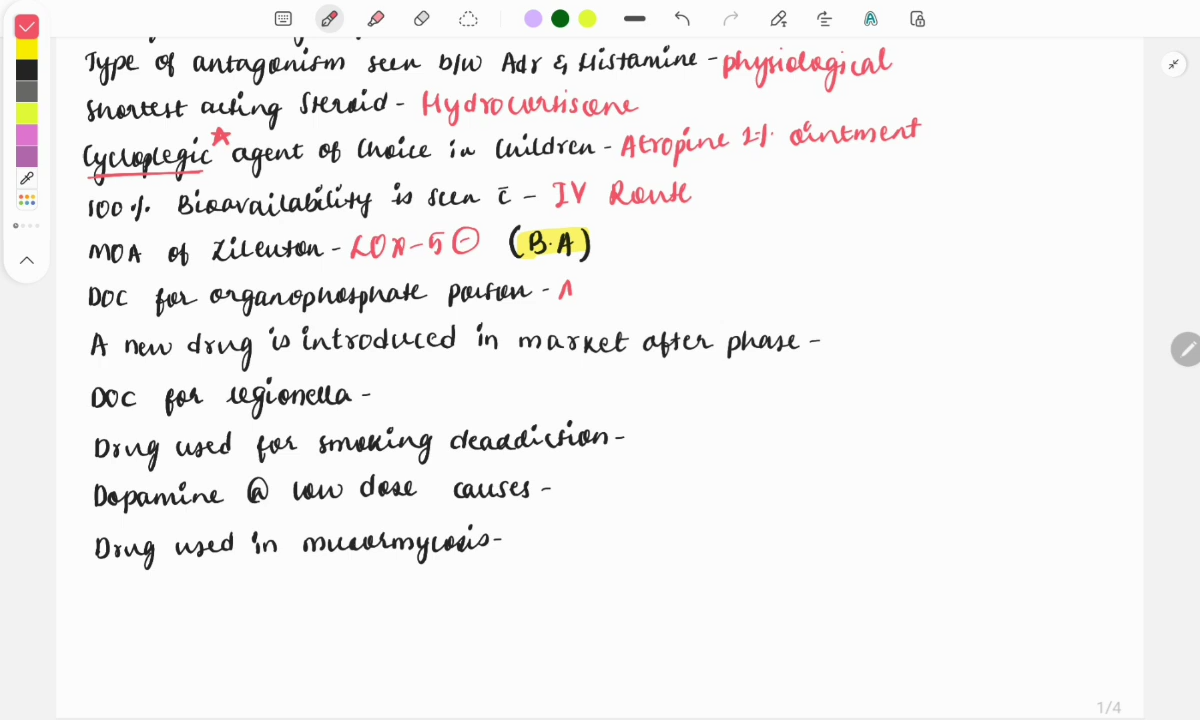 Type of antagonism seen b/w Adr & Histamine - physiological
Shortest acting Steroid - Hydrocortisone
Cycloplegic* agent of Choice in Children - Atropine 1% ointment
100% Bioavailability is seen c̄ - IV Route
MOA of Zileuton - LOX-5 ⊖ (B.A)
DOC for organophosphate poision - A
A new drug is introduced in market after phase -
DOC for legionella -
Drug used for smoking deaddiction -
Dopamine @ low dose causes -
Drug used in mucormycosis -
1/4